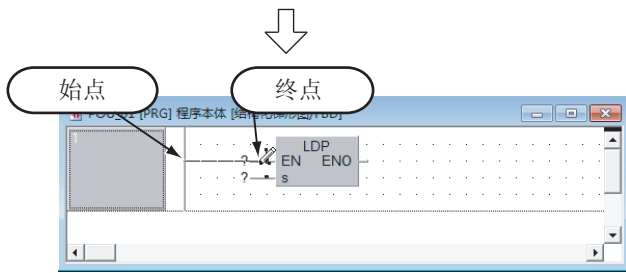 始点
终点
POU_01 [PRG] 程序本体 [结构化梯形图/FBD]
1
LDP
? EN ENO
? s